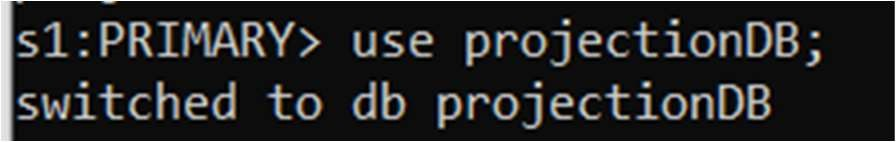 s1:PRIMARY> use projectionDB;
switched to db projectionDB